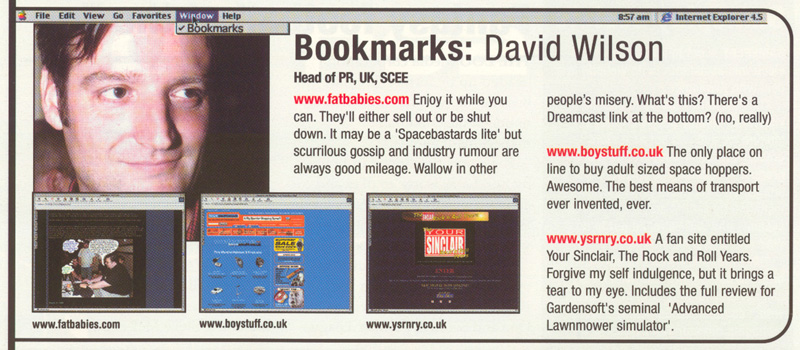 File Edit View Go Favorites Window Help
8:57 am Internet Explorer 4.5
✓ Bookmarks
Bookmarks: David Wilson
Head of PR, UK, SCEE
www.fatbabies.com Enjoy it while you
can. They'll either sell out or be shut
down. It may be a 'Spacebastards lite' but
scurrilous gossip and industry rumour are
always good mileage. Wallow in other
people's misery. What's this? There's a
Dreamcast link at the bottom? (no, really)
www.boystuff.co.uk The only place on
line to buy adult sized space hoppers.
Awesome. The best means of transport
ever invented, ever.
www.ysrnry.co.uk A fan site entitled
Your Sinclair, The Rock and Roll Years.
Forgive my self indulgence, but it brings a
tear to my eye. Includes the full review for
Gardensoft's seminal 'Advanced
Lawnmower simulator'.
SALE
YOUR
SINCLAIR
www.fatbabies.com
www.boystuff.co.uk
www.ysrnry.co.uk